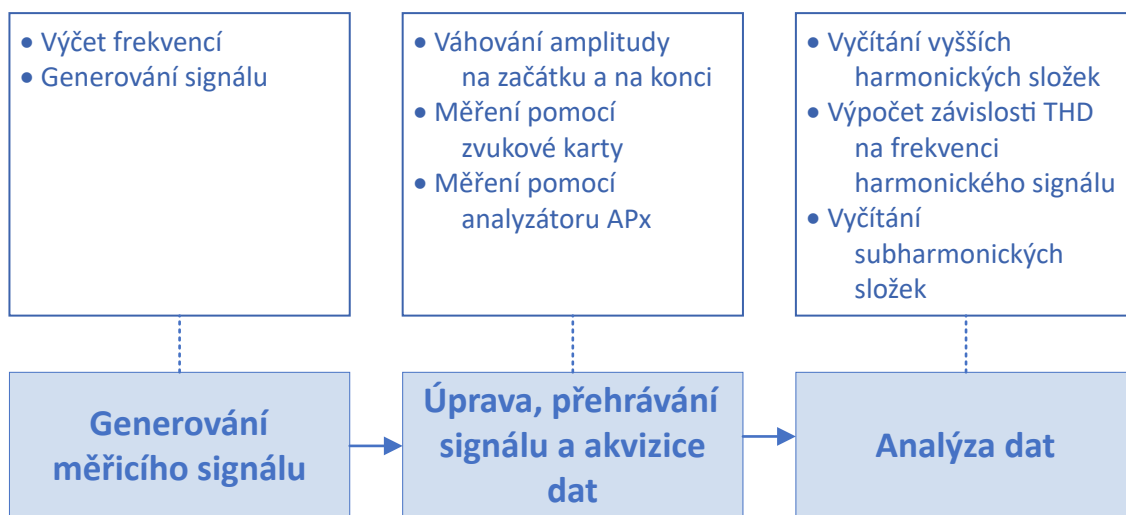 • Výčet frekvencí
• Generování signálu
• Váhování amplitudy
na začátku a na konci
• Měření pomocí
zvukové karty
• Měření pomocí
analyzátoru APx
• Vyčítání vyšších
harmonických složek
• Výpočet závislosti THD
na frekvenci
harmonického signálu
• Vyčítání
subharmonických
složek
Generování
měřicího signálu
Úprava, přehrávání
signálu a akvizice
dat
Analýza dat